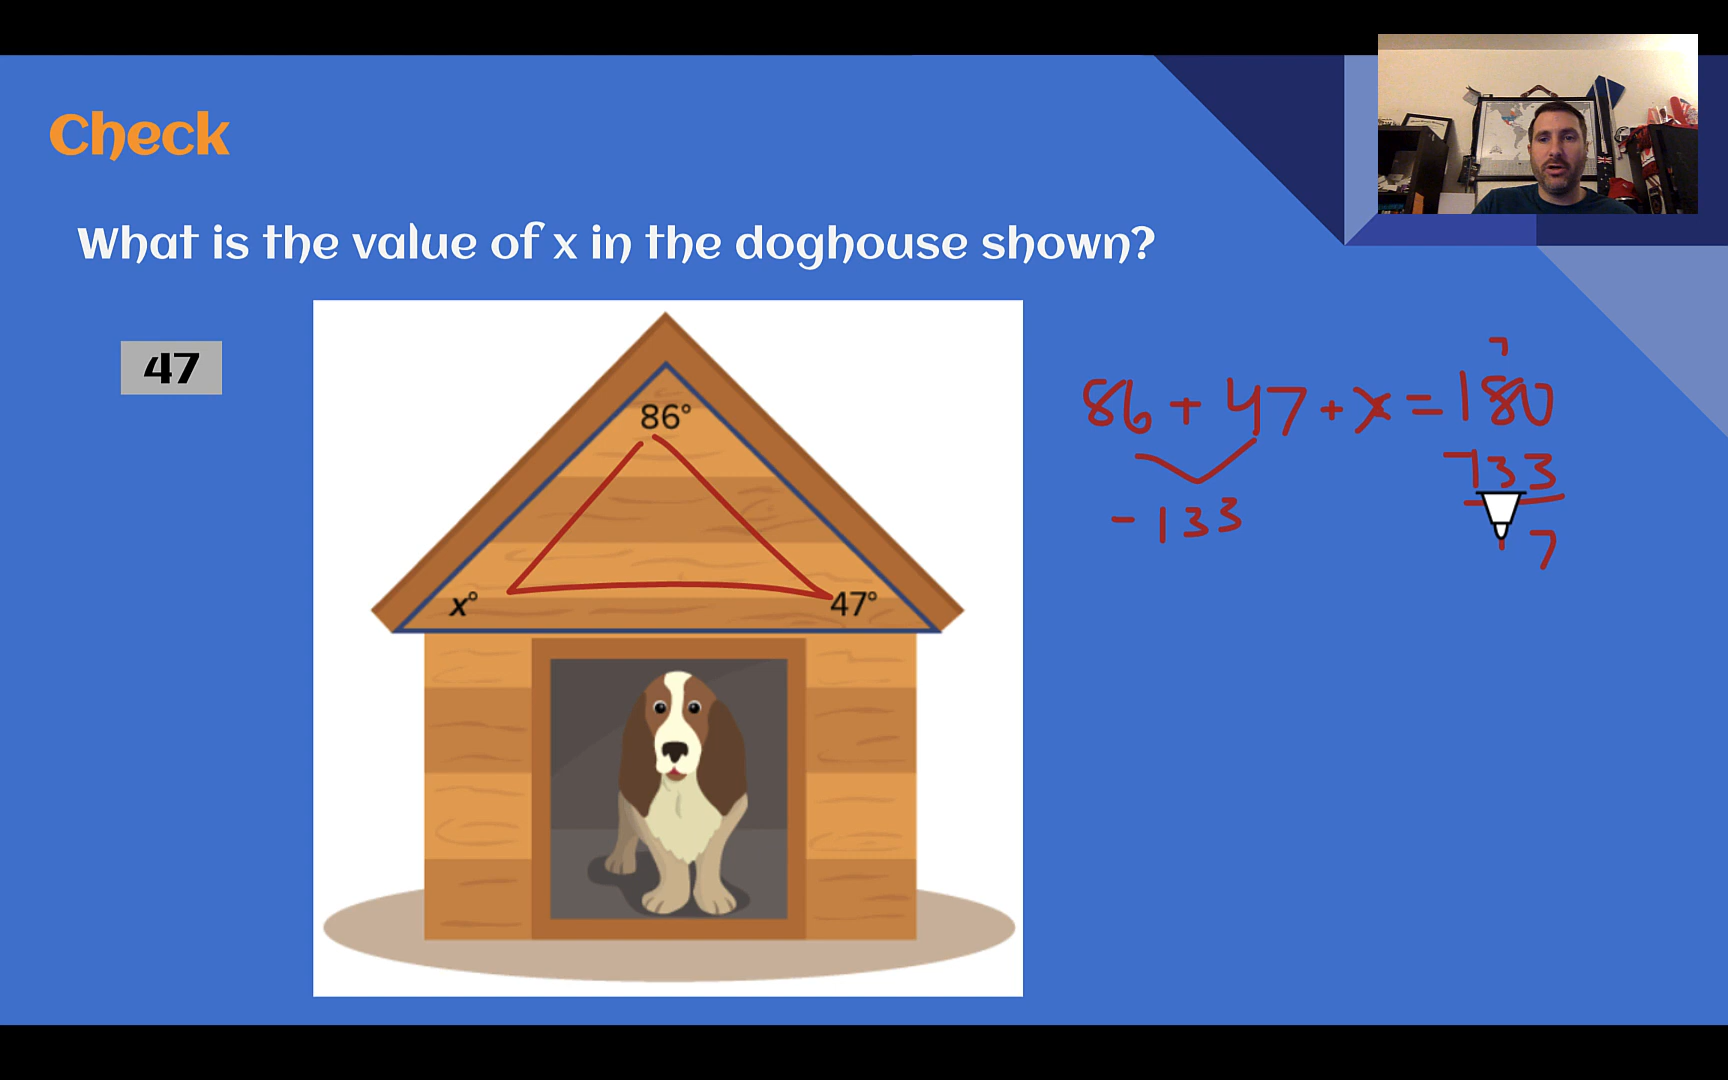 Check
What is the value of x in the doghouse shown?
47
86°
x°
47°
7
86 + 47 + x = 180
- 133
- 133
7